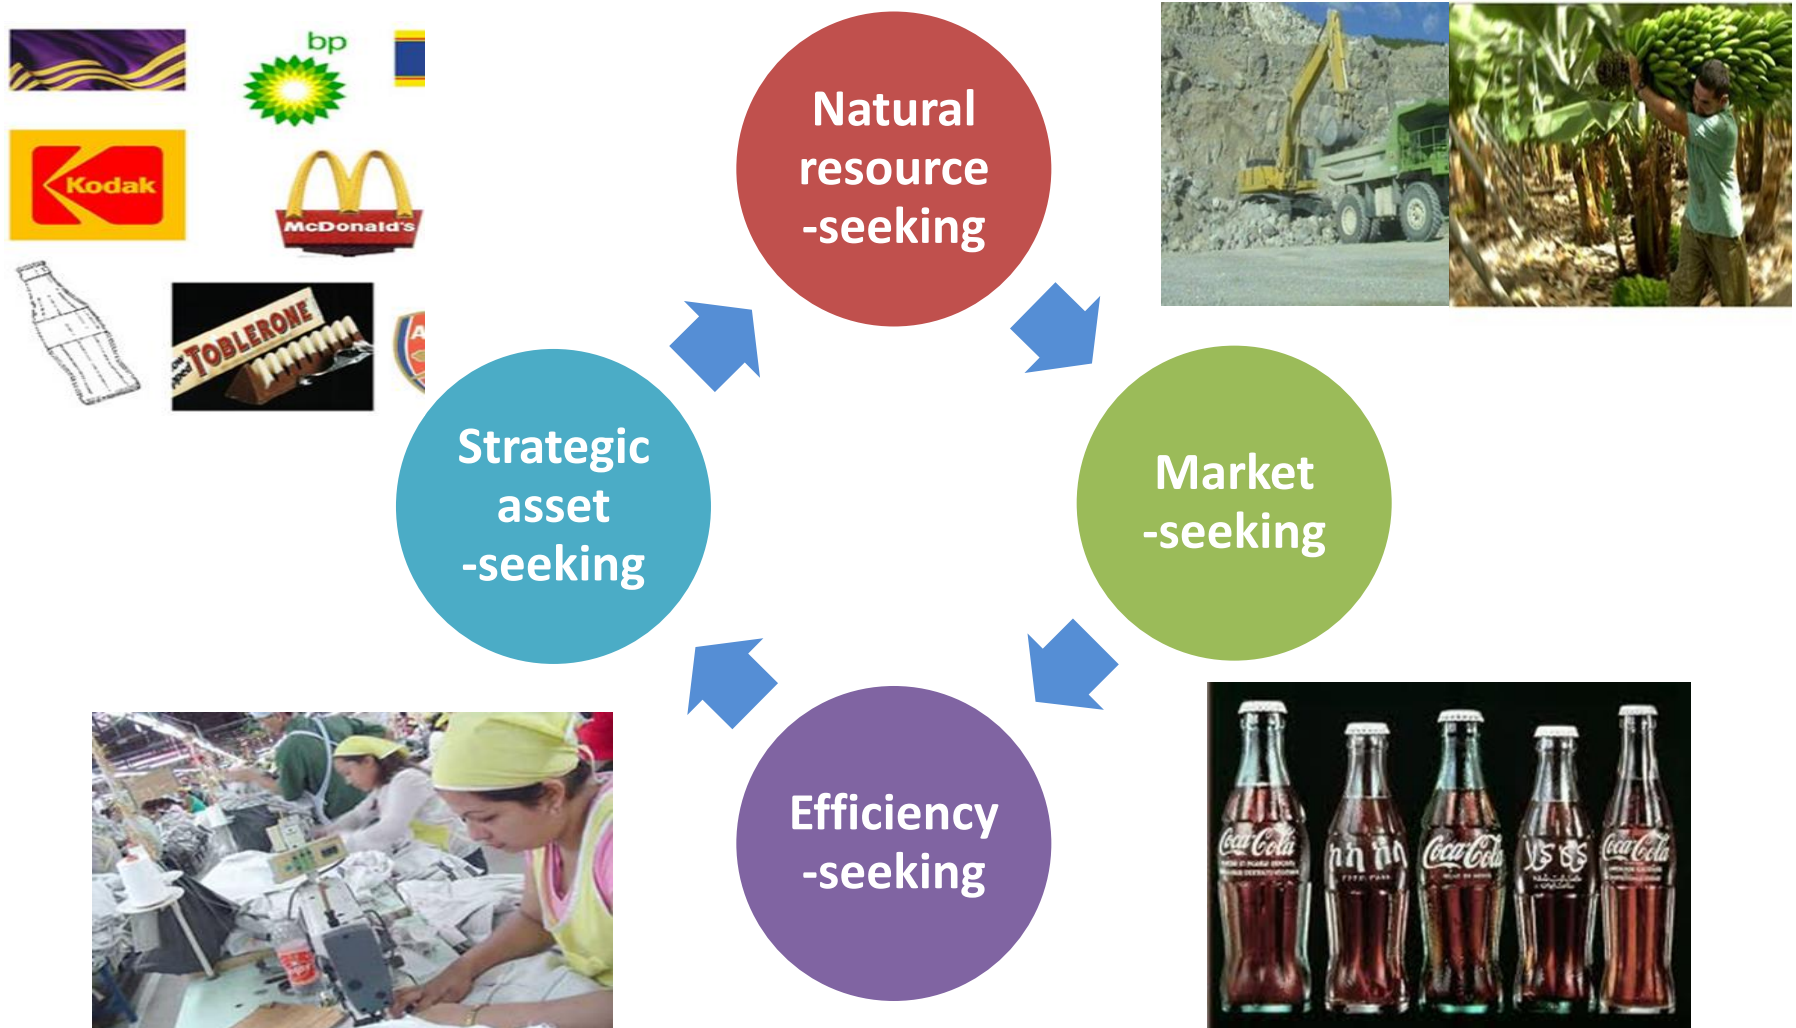 bp
Kodak
McDonald's
TOBLERONE
Natural
resource
-seeking
Strategic
asset
-seeking
Market
-seeking
Efficiency
-seeking
Coca-Cola
Coca-Cola
Coca-Cola